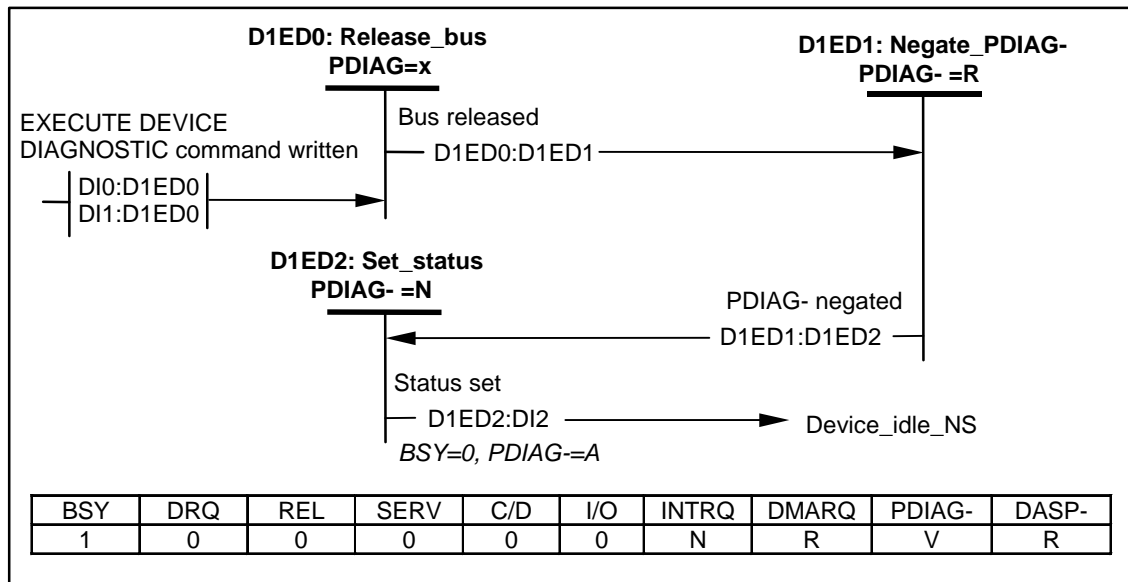 D1ED0: Release_bus
PDIAG=x
D1ED1: Negate_PDIAG-
PDIAG- =R
EXECUTE DEVICE
DIAGNOSTIC command written
Bus released
D1ED0:D1ED1
DI0:D1ED0
DI1:D1ED0
D1ED2: Set_status
PDIAG- =N
PDIAG- negated
D1ED1:D1ED2
Status set
D1ED2:DI2
Device_idle_NS
BSY=0, PDIAG-=A
BSY DRQ REL SERV C/D I/O INTRQ DMARQ PDIAG- DASP-
1 0 0 0 0 0 N R V R